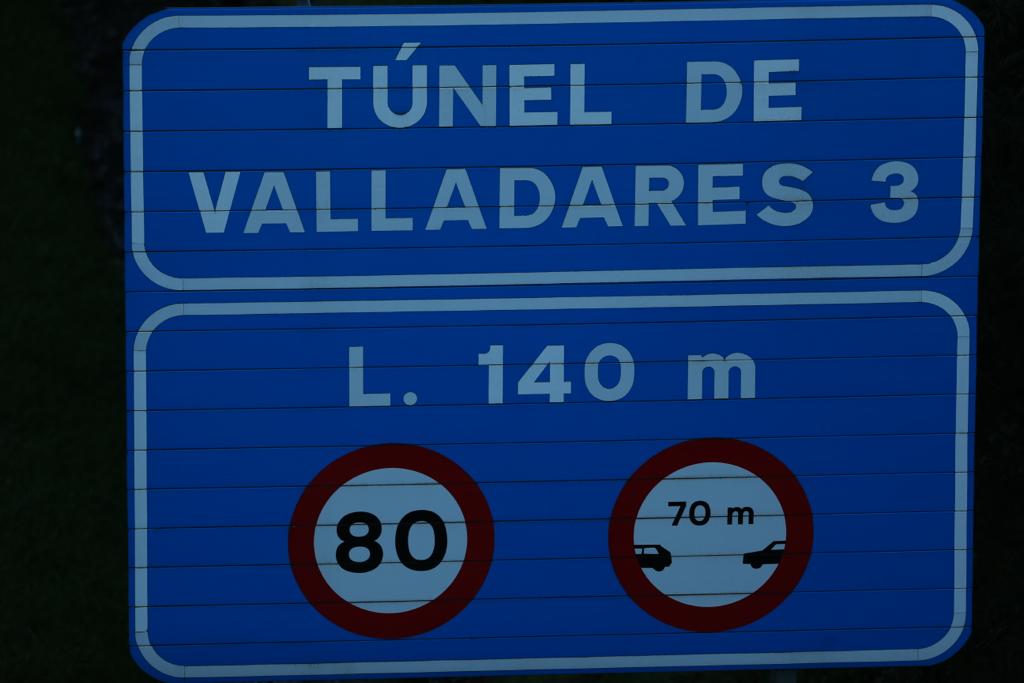 TÚNEL DE
VALLADARES 3
L. 140 m
80
70 m